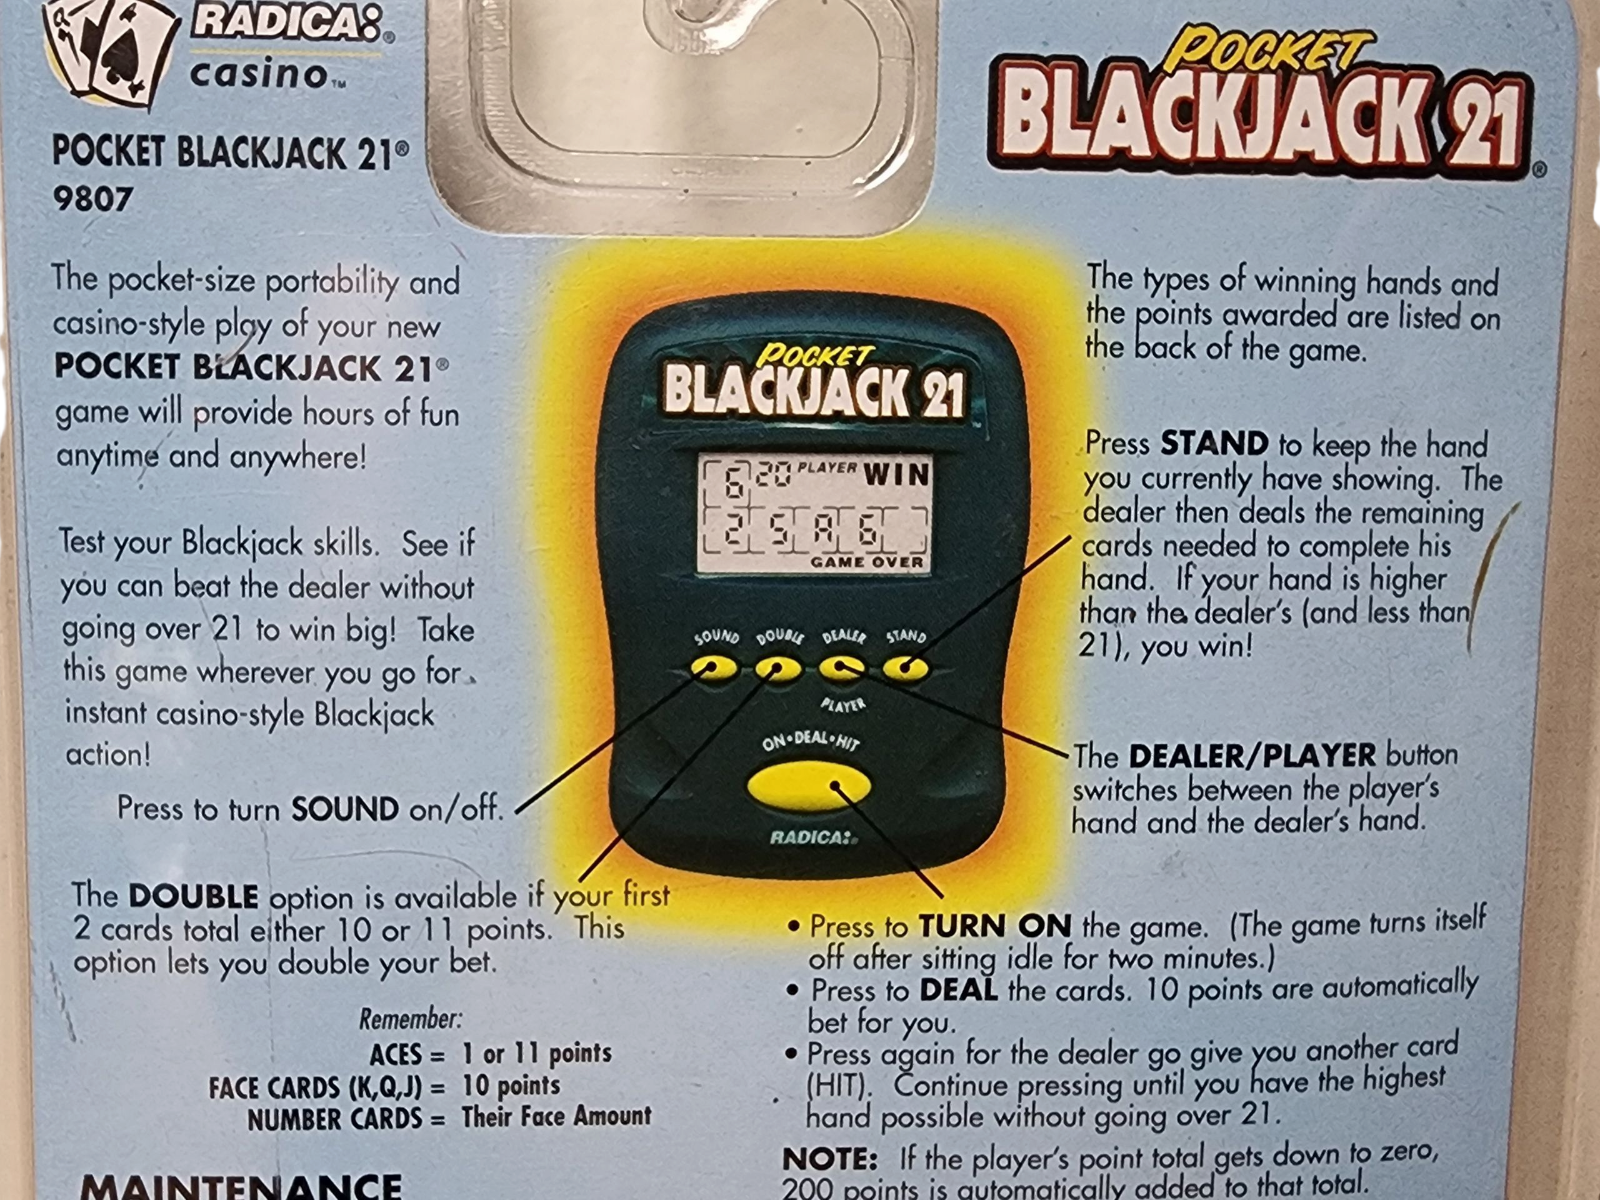 RADICA:®
casino™
POCKET BLACKJACK 21®
9807
The pocket-size portability and
casino-style play of your new
POCKET BLACKJACK 21®
game will provide hours of fun
anytime and anywhere!
Test your Blackjack skills. See if
you can beat the dealer without
going over 21 to win big! Take
this game wherever you go for
instant casino-style Blackjack
action!
Press to turn SOUND on/off.
The DOUBLE option is available if your first
2 cards total either 10 or 11 points. This
option lets you double your bet.
Remember:
ACES = 1 or 11 points
FACE CARDS (K,Q,J) = 10 points
NUMBER CARDS = Their Face Amount
MAINTENANCE
POCKET
BLACKJACK 21
6 20 PLAYER WIN
2 5 A 6
GAME OVER
SOUND DOUBLE DEALER STAND
PLAYER
ON•DEAL•HIT
RADICA:®
POCKET
BLACKJACK 21®
The types of winning hands and
the points awarded are listed on
the back of the game.
Press STAND to keep the hand
you currently have showing. The
dealer then deals the remaining
cards needed to complete his
hand. If your hand is higher
than the dealer's (and less than
21), you win!
The DEALER/PLAYER button
switches between the player's
hand and the dealer's hand.
• Press to TURN ON the game. (The game turns itself
off after sitting idle for two minutes.)
• Press to DEAL the cards. 10 points are automatically
bet for you.
• Press again for the dealer go give you another card
(HIT). Continue pressing until you have the highest
hand possible without going over 21.
NOTE: If the player's point total gets down to zero,
200 points is automatically added to that total.